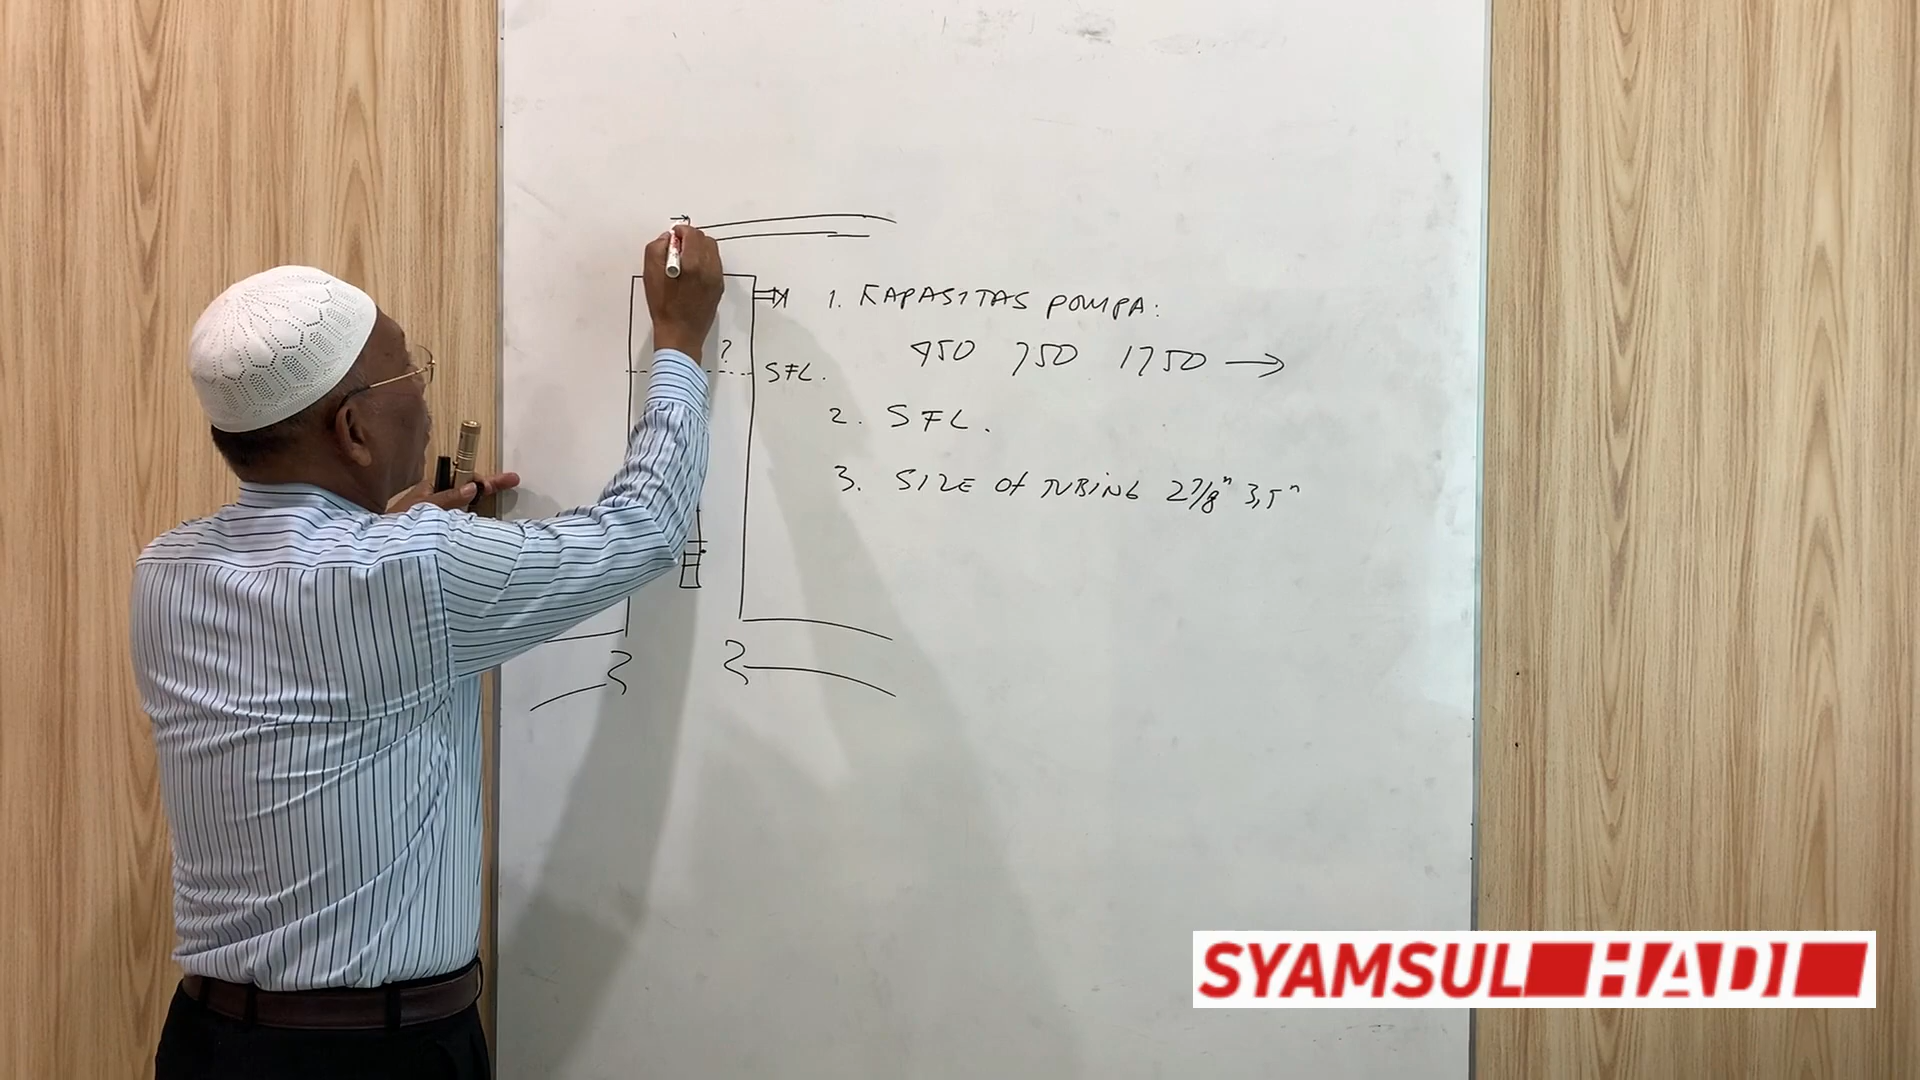 1. KAPASITAS POMPA:
450 750 1750 →
?
SFL.
2. SFL.
3. SIZE Of TUBING 2 7/8" 3,5"
SYAMSUL HADI